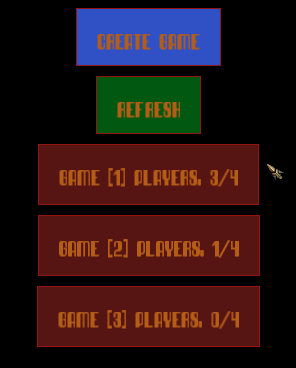 CREATE GAME
REFRESH
GAME [1] PLAYERS: 3/4
GAME [2] PLAYERS: 1/4
GAME [3] PLAYERS: 0/4